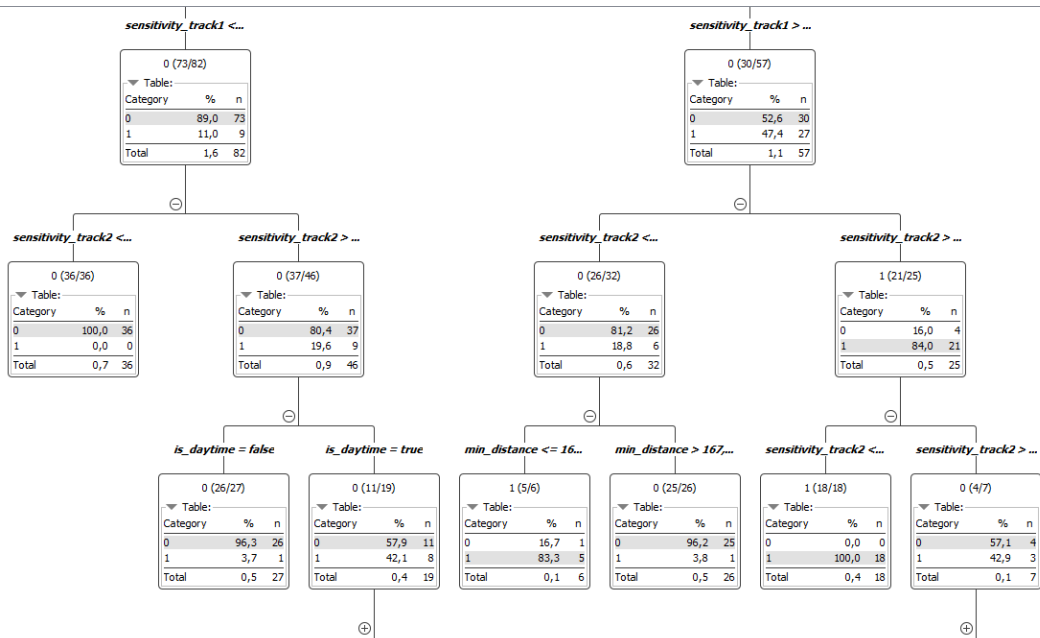 sensitivity_track1 <...
sensitivity_track1 > ...
0 (73/82)
Table:
Category % n
0 89,0 73
1 11,0 9
Total 1,6 82
0 (30/57)
Table:
Category % n
0 52,6 30
1 47,4 27
Total 1,1 57
sensitivity_track2 <...
sensitivity_track2 > ...
sensitivity_track2 <...
sensitivity_track2 > ...
0 (36/36)
Table:
Category % n
0 100,0 36
1 0,0 0
Total 0,7 36
0 (37/46)
Table:
Category % n
0 80,4 37
1 19,6 9
Total 0,9 46
0 (26/32)
Table:
Category % n
0 81,2 26
1 18,8 6
Total 0,6 32
1 (21/25)
Table:
Category % n
0 16,0 4
1 84,0 21
Total 0,5 25
is_daytime = false
is_daytime = true
min_distance <= 16...
min_distance > 167,...
sensitivity_track2 <...
sensitivity_track2 > ...
0 (26/27)
Table:
Category % n
0 96,3 26
1 3,7 1
Total 0,5 27
0 (11/19)
Table:
Category % n
0 57,9 11
1 42,1 8
Total 0,4 19
1 (5/6)
Table:
Category % n
0 16,7 1
1 83,3 5
Total 0,1 6
0 (25/26)
Table:
Category % n
0 96,2 25
1 3,8 1
Total 0,5 26
1 (18/18)
Table:
Category % n
0 0,0 0
1 100,0 18
Total 0,4 18
0 (4/7)
Table:
Category % n
0 57,1 4
1 42,9 3
Total 0,1 7